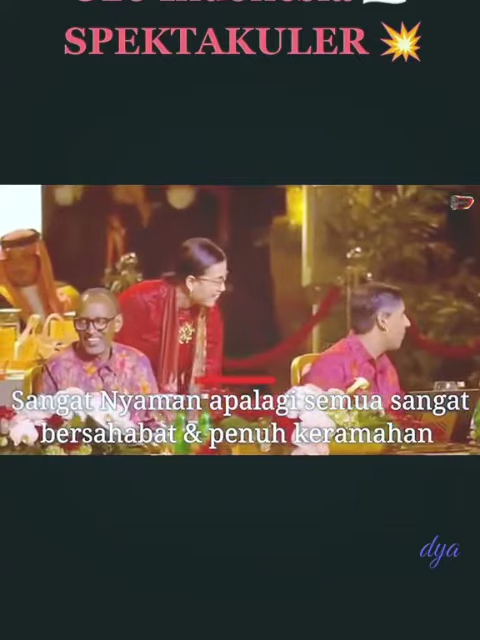 SPEKTAKULER
Sangat Nyaman apalagi semua sangat
bersahabat & penuh keramahan
dya